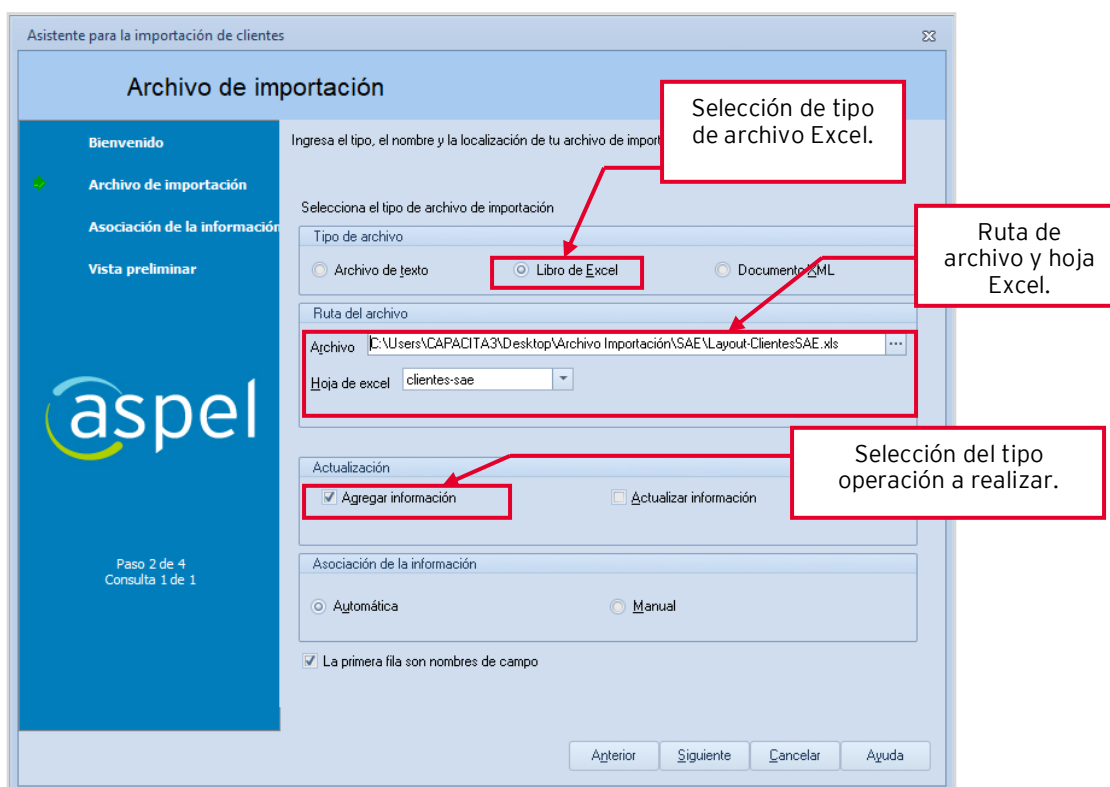 Asistente para la importación de clientes
Archivo de importación
Selección de tipo
de archivo Excel.
Bienvenido
Ingresa el tipo, el nombre y la localización de tu archivo de import
Archivo de importación
Selecciona el tipo de archivo de importación
Asociación de la información
Tipo de archivo
Ruta de
archivo y hoja
Excel.
Vista preliminar
Archivo de texto
Libro de Excel
Documento XML
Ruta del archivo
Archivo C:\Users\CAPACITA3\Desktop\Archivo Importación\SAE\Layout-ClientesSAE.xls ...
Hoja de excel clientes-sae
aspel
Selección del tipo
operación a realizar.
Actualización
Agregar información
Actualizar información
Paso 2 de 4
Consulta 1 de 1
Asociación de la información
Automática
Manual
La primera fila son nombres de campo
Anterior Siguiente Cancelar Ayuda